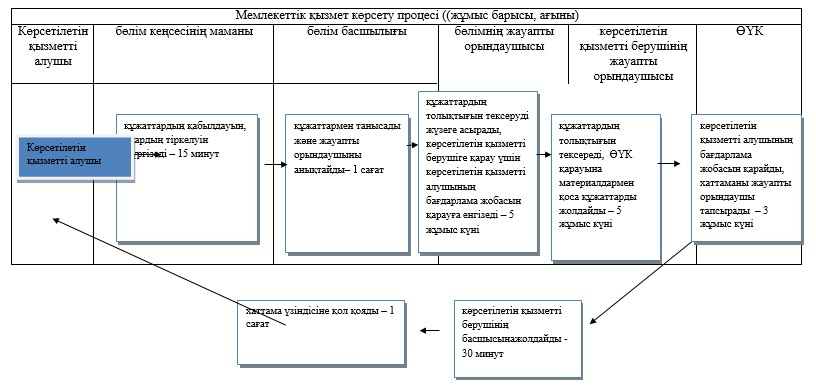 Мемлекеттік қызмет көрсету процесі ((жұмыс барысы, ағыны)
Көрсетілетін
қызметті
алушы
бөлім кеңсесінің маманы
бөлім басшылығы
бөлімнің жауапты
орындаушысы
көрсетілетін
қызметті берушінің
жауапты
орындаушысы
ӨҮК
Көрсетілетін
қызметті алушы
құжаттардың қабылдауын,
тіркелуін
– 15 минут
құжаттармен танысады
және жауапты
орындаушыны
анықтайды– 1 сағат
құжаттардың
толықтығын тексеруді
жүзеге асырады,
көрсетілетін қызметті
берушіге қарау үшін
көрсетілетін қызметті
алушының
бағдарлама жобасын
қарауға енгізеді – 5
жұмыс күні
құжаттардың
толықтығын
тексереді, ӨҮК
қарауына
материалдармен
қоса құжаттарды
жолдайды – 5
жұмыс күні
көрсетілетін
қызметті алушының
бағдарлама
жобасын қарайды,
хаттаманы жауапты
орындаушы
тапсырады – 3
жұмыс күні
хаттама үзіндісіне қол қояды – 1
сағат
көрсетілетін қызметті
берушінің
басшысынажолдайды -
30 минут